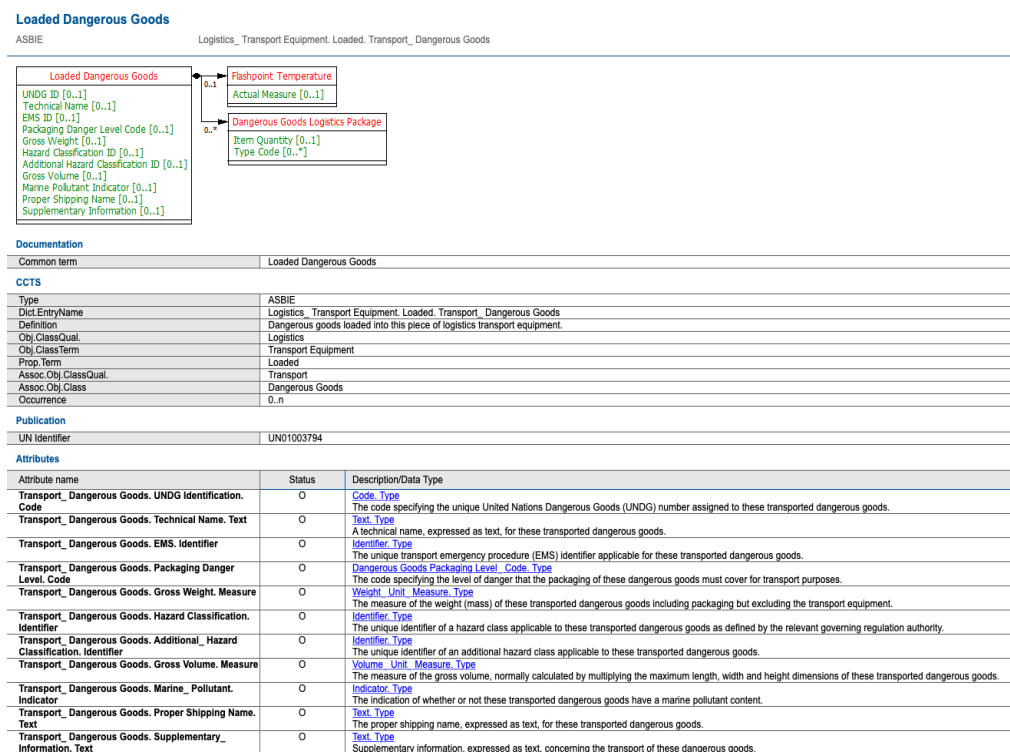 Loaded Dangerous Goods
ASBIE Logistics_ Transport Equipment. Loaded. Transport_ Dangerous Goods
Loaded Dangerous Goods
UNDG ID [0..1]
Technical Name [0..1]
EMS ID [0..1]
Packaging Danger Level Code [0..1]
Gross Weight [0..1]
Hazard Classification ID [0..1]
Additional Hazard Classification ID [0..1]
Gross Volume [0..1]
Marine Pollutant Indicator [0..1]
Proper Shipping Name [0..1]
Supplementary Information [0..1]
0..1
Flashpoint Temperature
Actual Measure [0..1]
0..*
Dangerous Goods Logistics Package
Item Quantity [0..1]
Type Code [0..*]
Documentation
Common term Loaded Dangerous Goods
CCTS
Type ASBIE
Dict.EntryName Logistics_ Transport Equipment. Loaded. Transport_ Dangerous Goods
Definition Dangerous goods loaded into this piece of logistics transport equipment.
Obj.ClassQual. Logistics
Obj.ClassTerm Transport Equipment
Prop.Term Loaded
Assoc.Obj.ClassQual. Transport
Assoc.Obj.Class Dangerous Goods
Occurrence 0..n
Publication
UN Identifier UN01003794
Attributes
Attribute name Status Description/Data Type
Transport_ Dangerous Goods. UNDG Identification. O Code. Type
Code The code specifying the unique United Nations Dangerous Goods (UNDG) number assigned to these transported dangerous goods.
Transport_ Dangerous Goods. Technical Name. Text O Text. Type
A technical name, expressed as text, for these transported dangerous goods.
Transport_ Dangerous Goods. EMS. Identifier O Identifier. Type
The unique transport emergency procedure (EMS) identifier applicable for these transported dangerous goods.
Transport_ Dangerous Goods. Packaging Danger O Dangerous Goods Packaging Level_ Code. Type
Level. Code The code specifying the level of danger that the packaging of these dangerous goods must cover for transport purposes.
Transport_ Dangerous Goods. Gross Weight. Measure O Weight_ Unit_ Measure. Type
The measure of the weight (mass) of these transported dangerous goods including packaging but excluding the transport equipment.
Transport_ Dangerous Goods. Hazard Classification. O Identifier. Type
Identifier The unique identifier of a hazard class applicable to these transported dangerous goods as defined by the relevant governing regulation authority.
Transport_ Dangerous Goods. Additional_ Hazard O Identifier. Type
Classification. Identifier The unique identifier of an additional hazard class applicable to these transported dangerous goods.
Transport_ Dangerous Goods. Gross Volume. Measure O Volume_ Unit_ Measure. Type
The measure of the gross volume, normally calculated by multiplying the maximum length, width and height dimensions of these transported dangerous goods.
Transport_ Dangerous Goods. Marine_ Pollutant. O Indicator. Type
Indicator The indication of whether or not these transported dangerous goods have a marine pollutant content.
Transport_ Dangerous Goods. Proper Shipping Name. O Text. Type
Text The proper shipping name, expressed as text, for these transported dangerous goods.
Transport_ Dangerous Goods. Supplementary_ O Text. Type
Information. Text Supplementary information, expressed as text, concerning the transport of these dangerous goods.